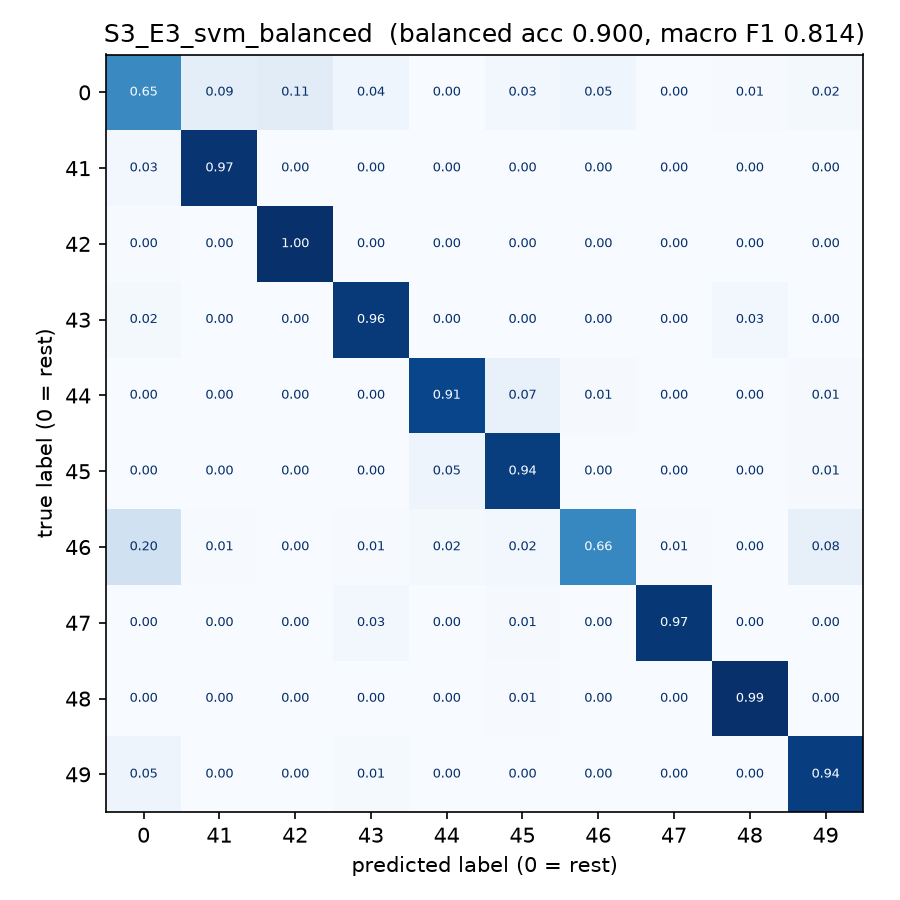 S3_E3_svm_balanced (balanced acc 0.900, macro F1 0.814)
0 0.65 0.09 0.11 0.04 0.00 0.03 0.05 0.00 0.01 0.02
41 0.03 0.97 0.00 0.00 0.00 0.00 0.00 0.00 0.00 0.00
42 0.00 0.00 1.00 0.00 0.00 0.00 0.00 0.00 0.00 0.00
43 0.02 0.00 0.00 0.96 0.00 0.00 0.00 0.00 0.03 0.00
44 0.00 0.00 0.00 0.00 0.91 0.07 0.01 0.00 0.00 0.01
45 0.00 0.00 0.00 0.00 0.05 0.94 0.00 0.00 0.00 0.01
46 0.20 0.01 0.00 0.01 0.02 0.02 0.66 0.01 0.00 0.08
47 0.00 0.00 0.00 0.03 0.00 0.01 0.00 0.97 0.00 0.00
48 0.00 0.00 0.00 0.00 0.00 0.01 0.00 0.00 0.99 0.00
49 0.05 0.00 0.00 0.01 0.00 0.00 0.00 0.00 0.00 0.94
0 41 42 43 44 45 46 47 48 49
predicted label (0 = rest)
true label (0 = rest)